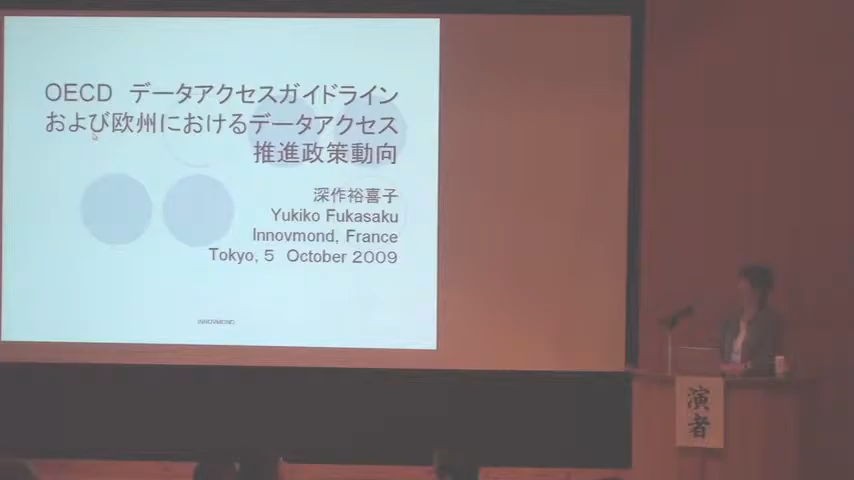 OECD データアクセスガイドライン
および欧州におけるデータアクセス
推進政策動向
深作裕喜子
Yukiko Fukasaku
Innovmond, France
Tokyo, 5 October 2009
INNOVMOND
演者